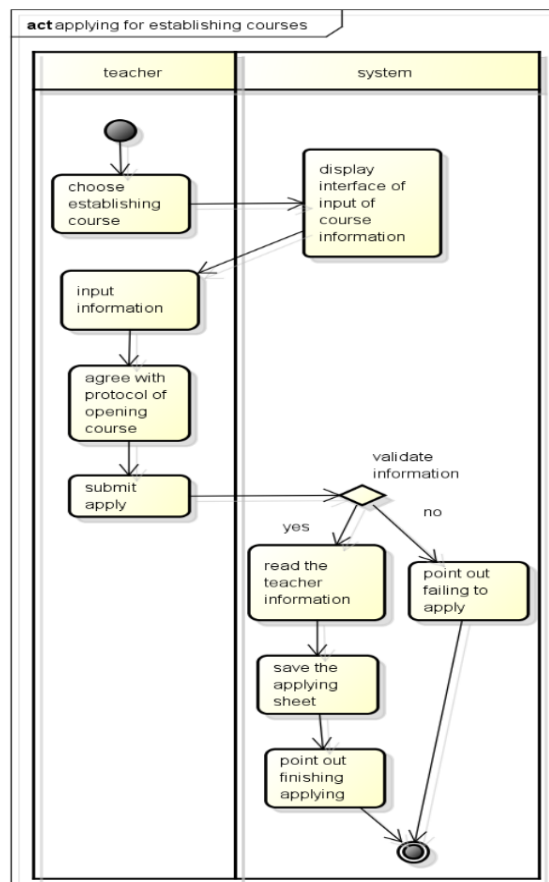 act applying for establishing courses
teacher
system
choose
establishing
course
display
interface of
input of
course
information
input
information
agree with
protocol of
opening
course
submit
apply
validate
information
yes
no
read the
teacher
information
point out
failing to
apply
save the
applying
sheet
point out
finishing
applying